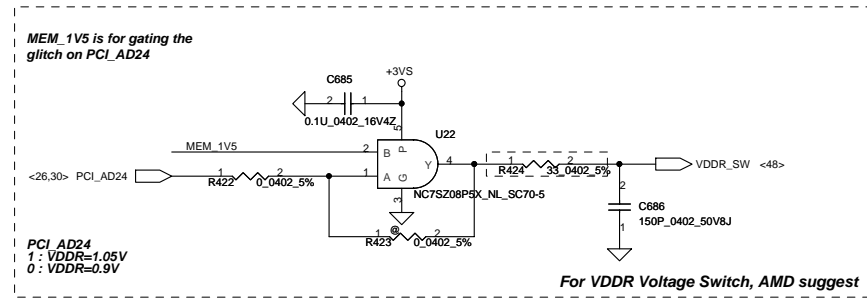 MEM_1V5 is for gating the
glitch on PCI_AD24
+3VS
C685
2 1
0.1U_0402_16V4Z
5
U22
MEM_1V5 2 B P
Y 4
<26,30> PCI_AD24 1 2 1 A G
R422 0_0402_5%
NC7SZ08P5X_NL_SC70-5
3
1 2
R424 33_0402_5%
VDDR_SW <48>
2
C686
150P_0402_50V8J
1
@
1 2
R423 0_0402_5%
PCI_AD24
1 : VDDR=1.05V
0 : VDDR=0.9V
For VDDR Voltage Switch, AMD suggest